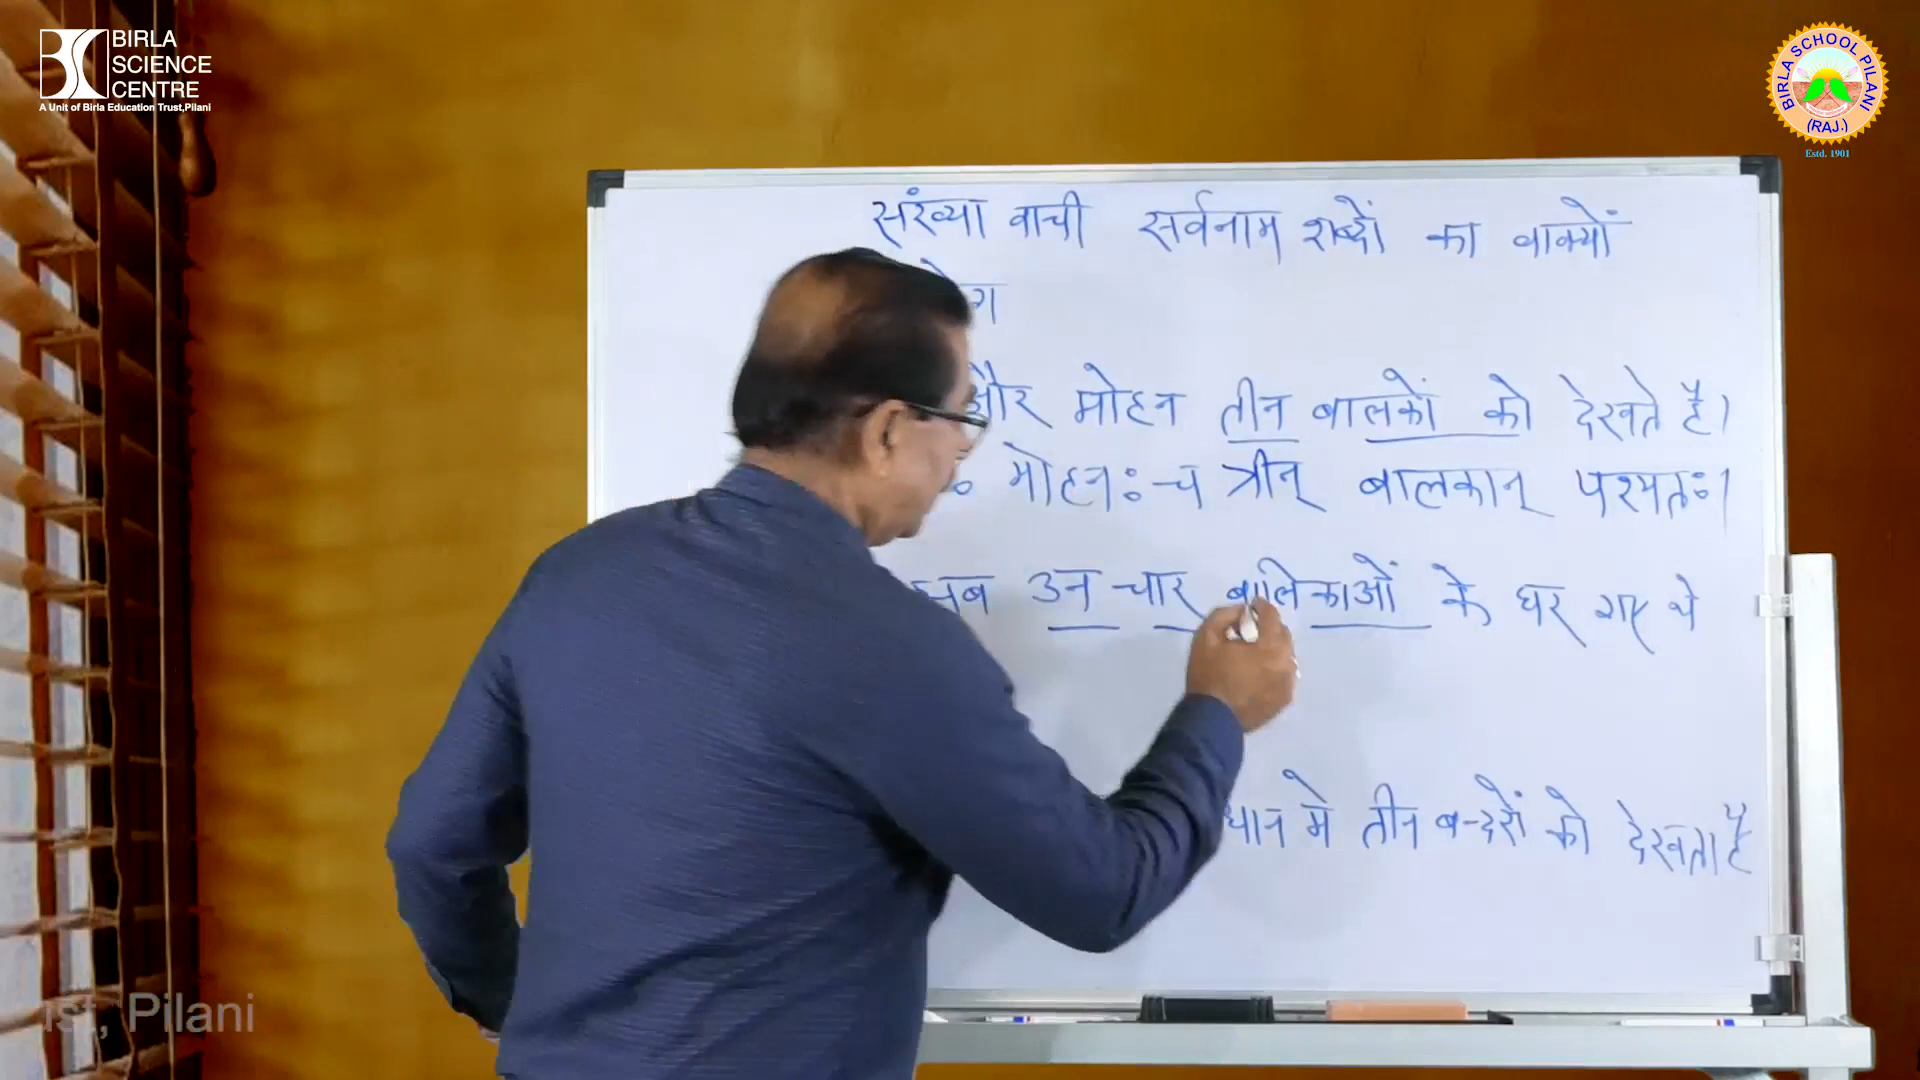 BIRLA
SCIENCE
CENTRE
A Unit of Birla Education Trust,Pilani
BIRLA SCHOOL PILANI
(RAJ.)
Estd. 1901
संख्या वाची सर्वनाम शब्दों का वाक्यों
और मोहन तीन बालकों को देखते है।
मोहनः च त्रीन् बालकान् पश्यतः।
उन चार बालिकाओं के घर गए थे
मे तीन बन्दरों को देखता है
Pilani